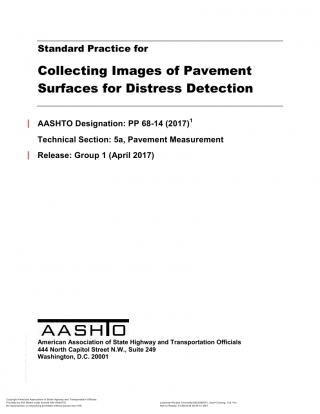 Standard Practice for
Collecting Images of Pavement
Surfaces for Distress Detection
AASHTO Designation: PP 68-14 (2017)1
Technical Section: 5a, Pavement Measurement
Release: Group 1 (April 2017)
AASHTO
American Association of State Highway and Transportation Officials
444 North Capitol Street N.W., Suite 249
Washington, D.C. 20001